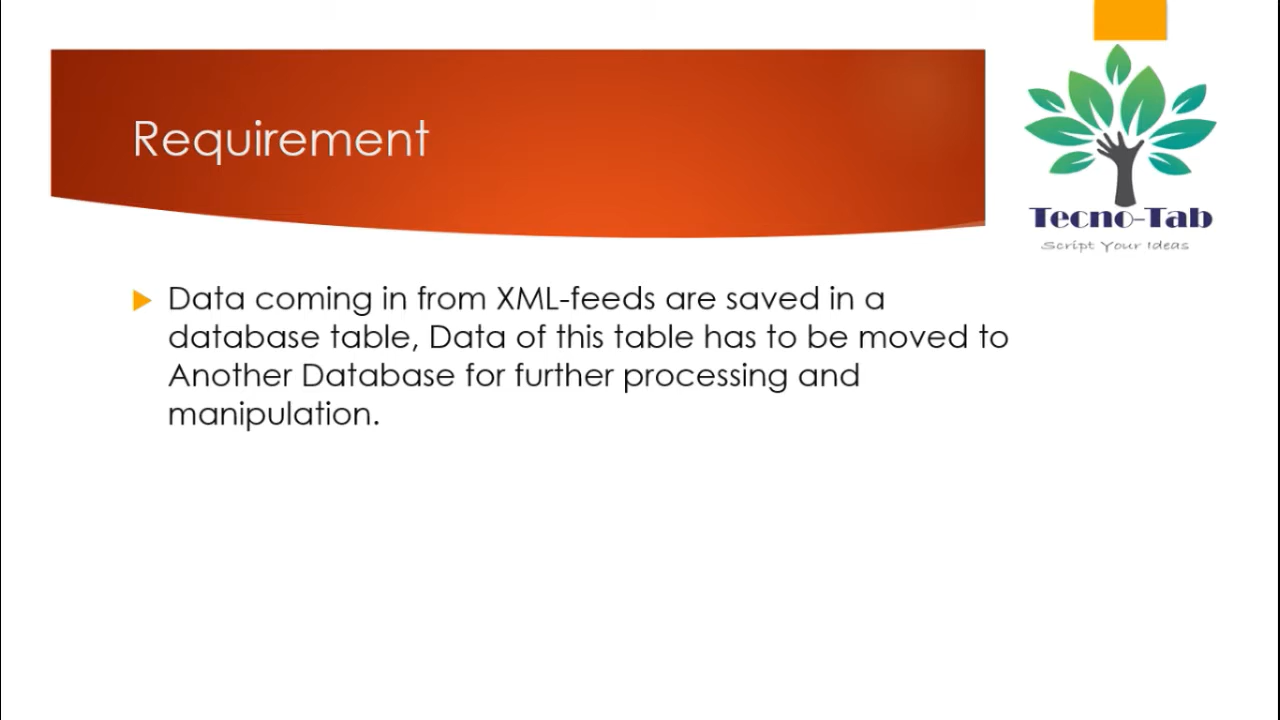 Requirement
Tecno-Tab
Script Your Ideas
Data coming in from XML-feeds are saved in a
database table, Data of this table has to be moved to
Another Database for further processing and
manipulation.